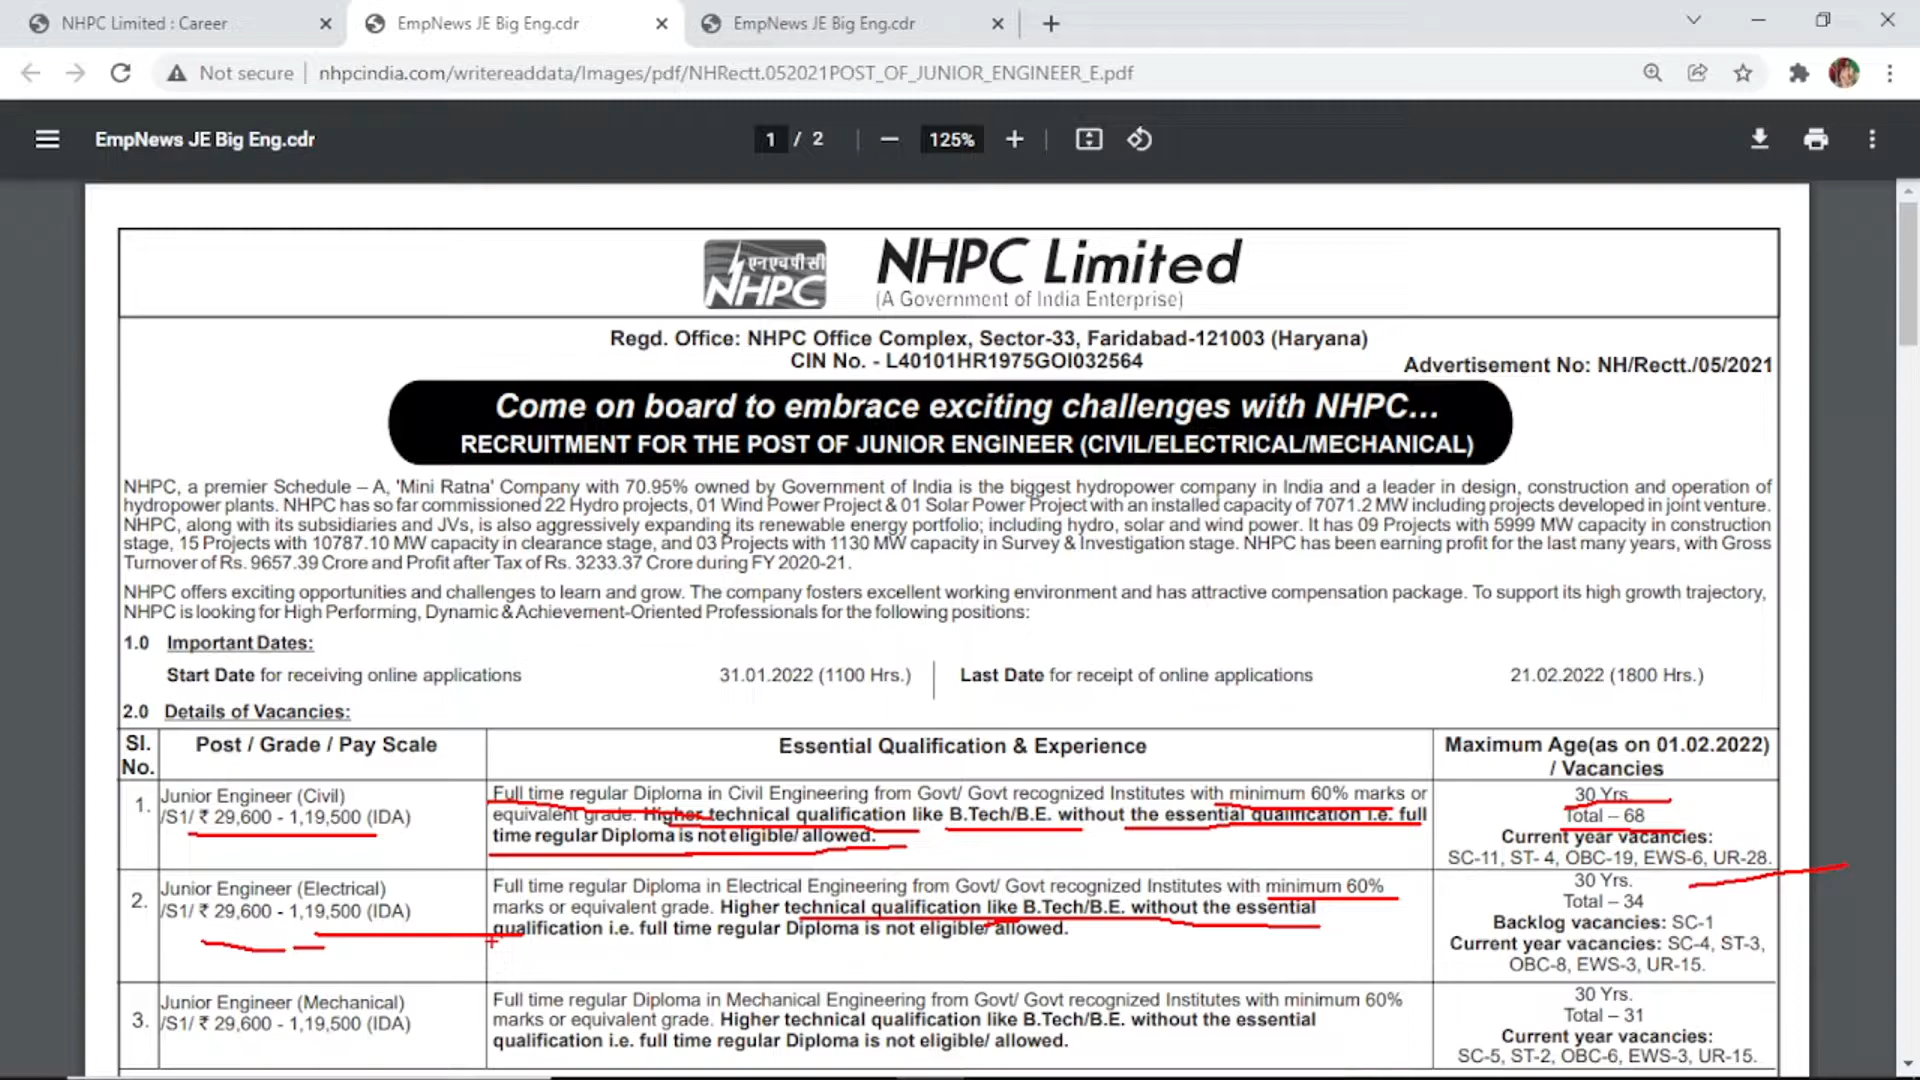 NHPC Limited : Career
EmpNews JE Big Eng.cdr
EmpNews JE Big Eng.cdr
Not secure
nhpcindia.com/writereaddata/Images/pdf/NHRectt.052021POST_OF_JUNIOR_ENGINEER_E.pdf
EmpNews JE Big Eng.cdr
1 / 2
125%
एनएचपीसी
NHPC
NHPC Limited
(A Government of India Enterprise)
Regd. Office: NHPC Office Complex, Sector-33, Faridabad-121003 (Haryana)
CIN No. - L40101HR1975GOI032564
Advertisement No: NH/Rectt./05/2021
Come on board to embrace exciting challenges with NHPC...
RECRUITMENT FOR THE POST OF JUNIOR ENGINEER (CIVIL/ELECTRICAL/MECHANICAL)
NHPC, a premier Schedule – A, 'Mini Ratna' Company with 70.95% owned by Government of India is the biggest hydropower company in India and a leader in design, construction and operation of
hydropower plants. NHPC has so far commissioned 22 Hydro projects, 01 Wind Power Project & 01 Solar Power Project with an installed capacity of 7071.2 MW including projects developed in joint venture.
NHPC, along with its subsidiaries and JVs, is also aggressively expanding its renewable energy portfolio; including hydro, solar and wind power. It has 09 Projects with 5999 MW capacity in construction
stage, 15 Projects with 10787.10 MW capacity in clearance stage, and 03 Projects with 1130 MW capacity in Survey & Investigation stage. NHPC has been earning profit for the last many years, with Gross
Turnover of Rs. 9657.39 Crore and Profit after Tax of Rs. 3233.37 Crore during FY 2020-21.
NHPC offers exciting opportunities and challenges to learn and grow. The company fosters excellent working environment and has attractive compensation package. To support its high growth trajectory,
NHPC is looking for High Performing, Dynamic & Achievement-Oriented Professionals for the following positions:
1.0 Important Dates:
Start Date for receiving online applications 31.01.2022 (1100 Hrs.) Last Date for receipt of online applications 21.02.2022 (1800 Hrs.)
2.0 Details of Vacancies:
Sl. No.
Post / Grade / Pay Scale
Essential Qualification & Experience
Maximum Age(as on 01.02.2022)
/ Vacancies
1.
Junior Engineer (Civil)
/S1/ ₹ 29,600 - 1,19,500 (IDA)
Full time regular Diploma in Civil Engineering from Govt/ Govt recognized Institutes with minimum 60% marks or
equivalent grade. Higher technical qualification like B.Tech/B.E. without the essential qualification i.e. full
time regular Diploma is not eligible/ allowed.
30 Yrs.
Total – 68
Current year vacancies:
SC-11, ST- 4, OBC-19, EWS-6, UR-28.
2.
Junior Engineer (Electrical)
/S1/ ₹ 29,600 - 1,19,500 (IDA)
Full time regular Diploma in Electrical Engineering from Govt/ Govt recognized Institutes with minimum 60%
marks or equivalent grade. Higher technical qualification like B.Tech/B.E. without the essential
qualification i.e. full time regular Diploma is not eligible/ allowed.
30 Yrs.
Total – 34
Backlog vacancies: SC-1
Current year vacancies: SC-4, ST-3,
OBC-8, EWS-3, UR-15.
3.
Junior Engineer (Mechanical)
/S1/ ₹ 29,600 - 1,19,500 (IDA)
Full time regular Diploma in Mechanical Engineering from Govt/ Govt recognized Institutes with minimum 60%
marks or equivalent grade. Higher technical qualification like B.Tech/B.E. without the essential
qualification i.e. full time regular Diploma is not eligible/ allowed.
30 Yrs.
Total – 31
Current year vacancies:
SC-5, ST-2, OBC-6, EWS-3, UR-15.